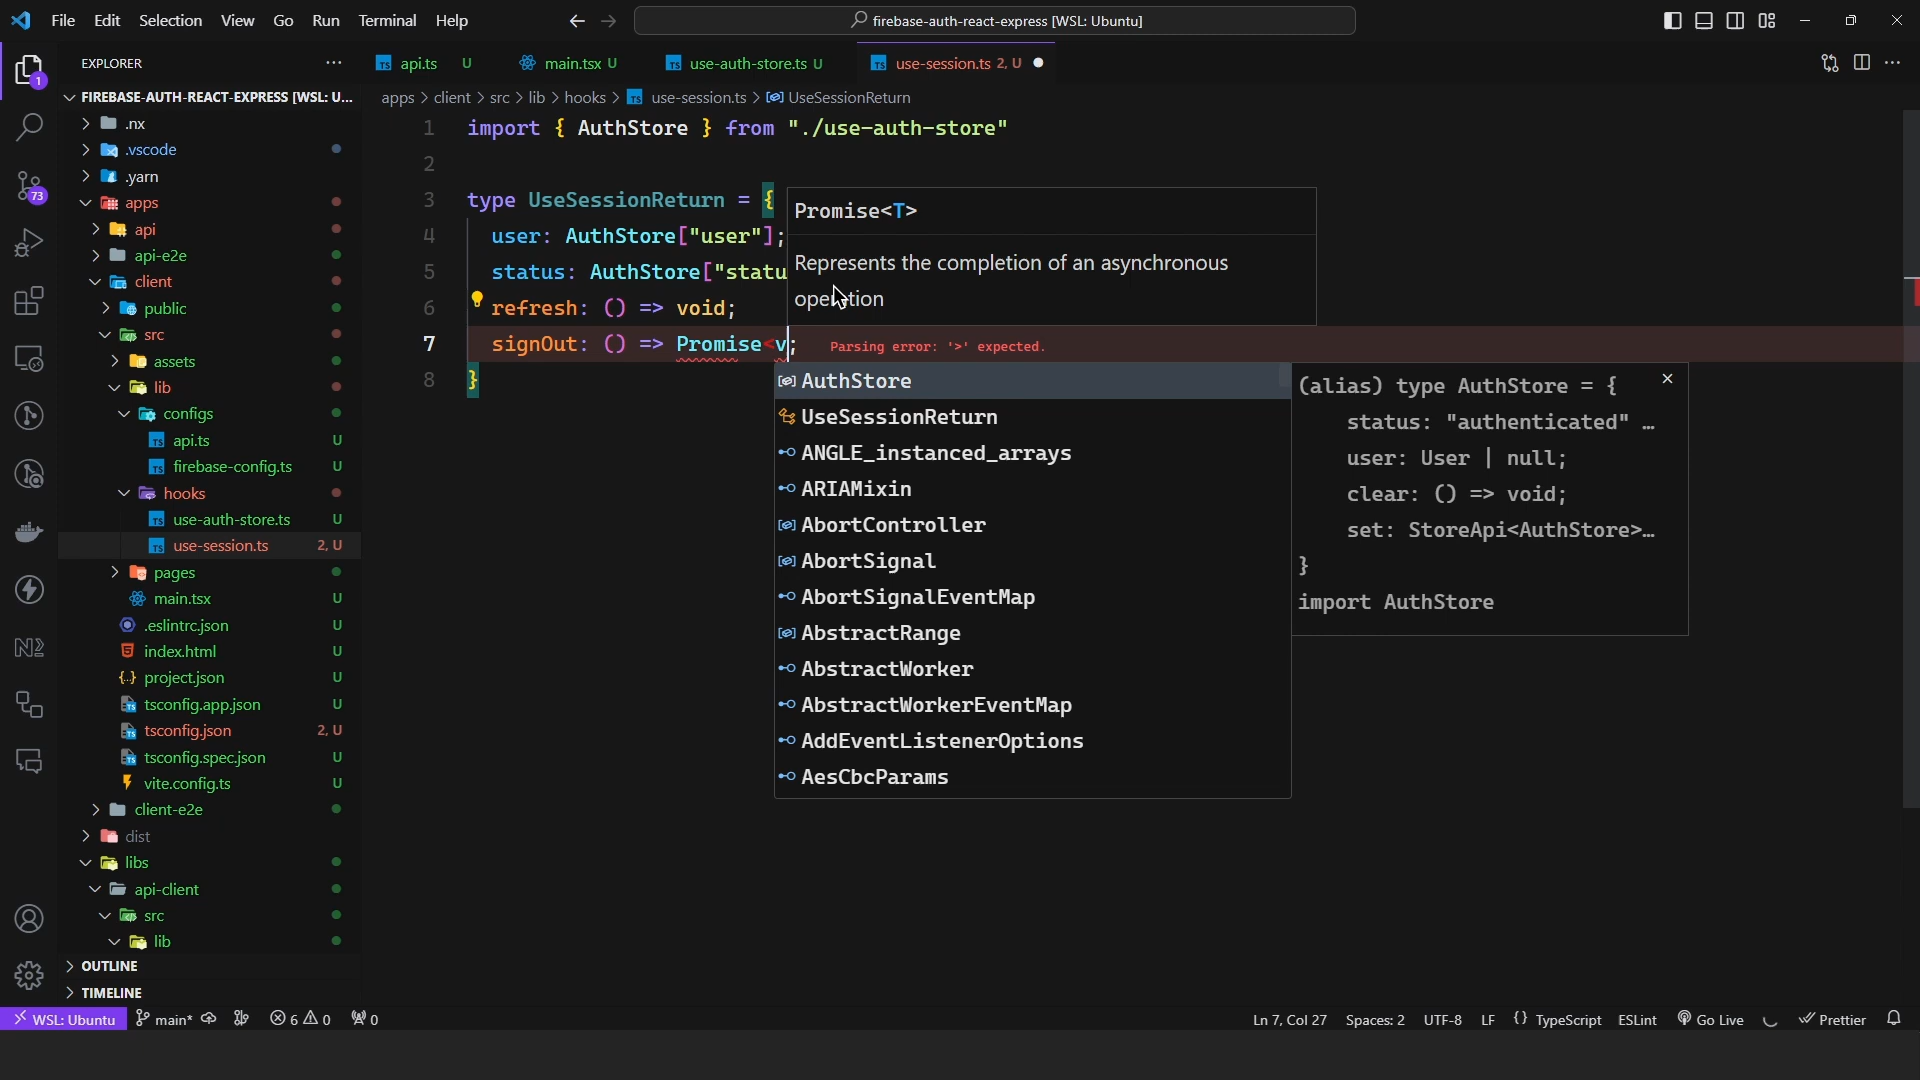 File Edit Selection View Go Run Terminal Help
firebase-auth-react-express [WSL: Ubuntu]
EXPLORER
api.ts U
main.tsx U
use-auth-store.ts U
use-session.ts 2, U
FIREBASE-AUTH-REACT-EXPRESS [WSL: U...
apps > client > src > lib > hooks > TS use-session.ts > UseSessionReturn
.nx
.vscode
.yarn
apps
api
api-e2e
client
public
src
assets
lib
configs
api.ts U
firebase-config.ts U
hooks
use-auth-store.ts U
use-session.ts 2, U
pages
main.tsx U
.eslintrc.json U
index.html U
project.json U
tsconfig.app.json U
tsconfig.json 2, U
tsconfig.spec.json U
vite.config.ts U
client-e2e
dist
libs
api-client
src
lib
OUTLINE
TIMELINE
1
73
1 import { AuthStore } from "./use-auth-store"
2
3 type UseSessionReturn = {
4 user: AuthStore["user"];
5 status: AuthStore["statu
6 refresh: () => void;
7 signOut: () => Promise<v; Parsing error: '>' expected.
8 }
Promise<T>
Represents the completion of an asynchronous
operation
AuthStore
UseSessionReturn
ANGLE_instanced_arrays
ARIAMixin
AbortController
AbortSignal
AbortSignalEventMap
AbstractRange
AbstractWorker
AbstractWorkerEventMap
AddEventListenerOptions
AesCbcParams
(alias) type AuthStore = {
status: "authenticated" …
user: User | null;
clear: () => void;
set: StoreApi<AuthStore>…
}
import AuthStore
WSL: Ubuntu main* 6 0 0
Ln 7, Col 27 Spaces: 2 UTF-8 LF {} TypeScript ESLint Go Live Prettier